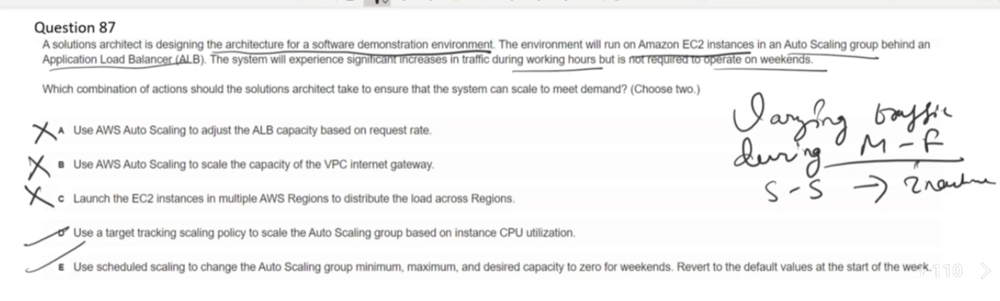 Question 87
A solutions architect is designing the architecture for a software demonstration environment. The environment will run on Amazon EC2 instances in an Auto Scaling group behind an
Application Load Balancer (ALB). The system will experience significant increases in traffic during working hours but is not required to operate on weekends.
Which combination of actions should the solutions architect take to ensure that the system can scale to meet demand? (Choose two.)
Varying traffic
during M-F
S-S →
A Use AWS Auto Scaling to adjust the ALB capacity based on request rate.
B Use AWS Auto Scaling to scale the capacity of the VPC internet gateway.
C Launch the EC2 instances in multiple AWS Regions to distribute the load across Regions.
D Use a target tracking scaling policy to scale the Auto Scaling group based on instance CPU utilization.
E Use scheduled scaling to change the Auto Scaling group minimum, maximum, and desired capacity to zero for weekends. Revert to the default values at the start of the week.
+110